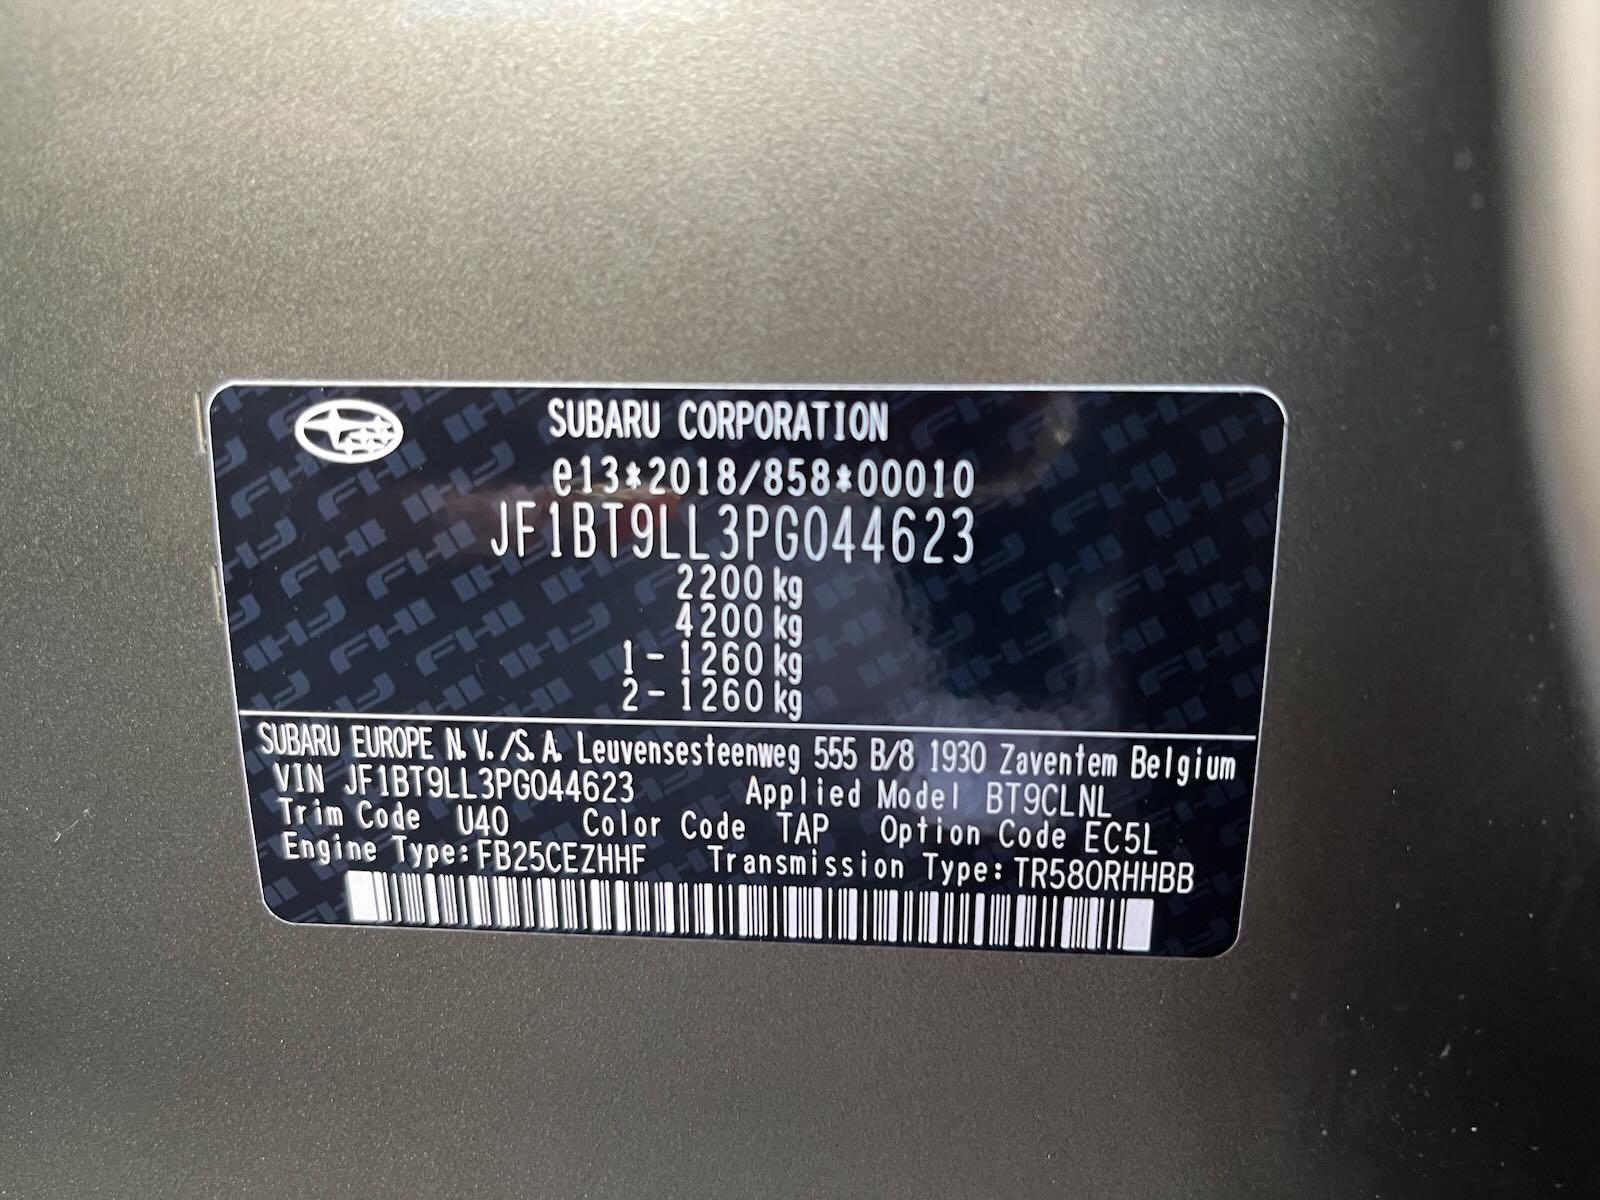 SUBARU CORPORATION
e13*2018/858*00010
JF1BT9LL3PG044623
2200 kg
4200 kg
1- 1260 kg
2- 1260 kg
SUBARU EUROPE N.V./S.A. Leuvensesteenweg 555 B/8 1930 Zaventem Belgium
VIN JF1BT9LL3PG044623 Applied Model BT9CLNL
Trim Code U40 Color Code TAP Option Code EC5L
Engine Type: FB25CEZHHF Transmission Type: TR580RHHBB